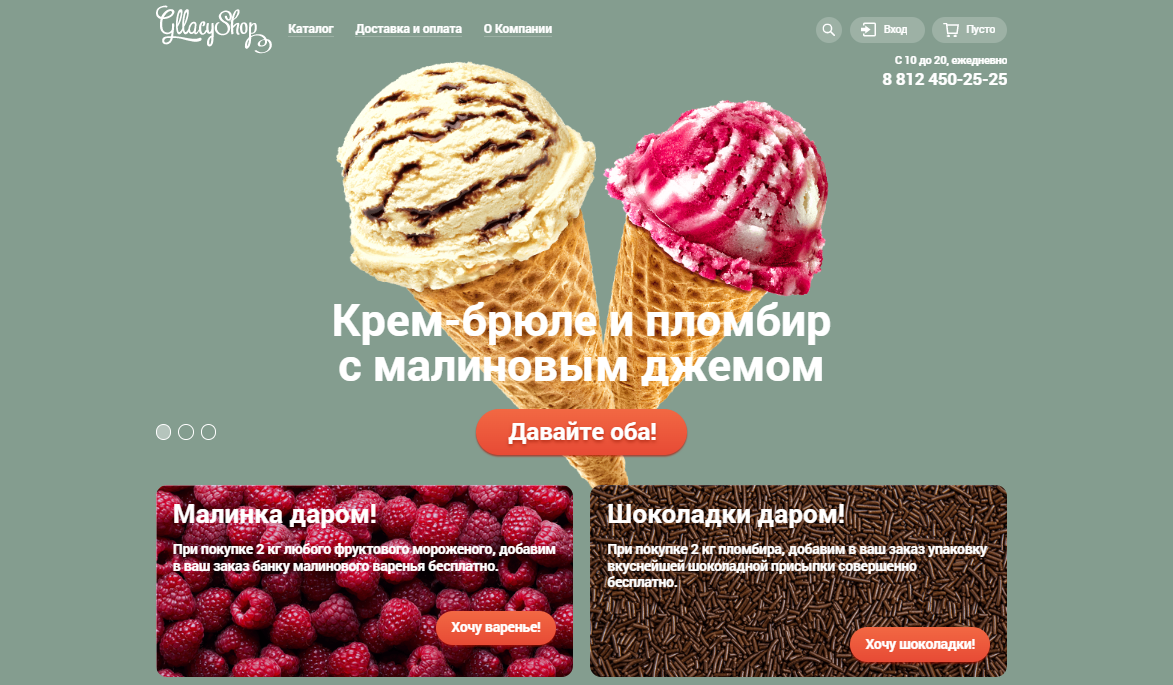 GllacyShop
Каталог
Доставка и оплата
О Компании
Вход
Пусто
С 10 до 20, ежедневно
8 812 450-25-25
Крем-брюле и пломбир
с малиновым джемом
Давайте оба!
Малинка даром!
При покупке 2 кг любого фруктового мороженого, добавим
в ваш заказ банку малинового варенья бесплатно.
Хочу варенье!
Шоколадки даром!
При покупке 2 кг пломбира, добавим в ваш заказ упаковку
вкуснейшей шоколадной присыпки совершенно
бесплатно.
Хочу шоколадки!